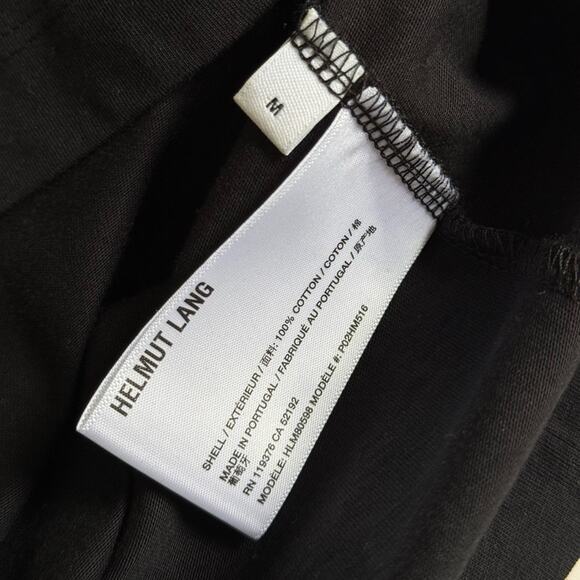 M
HELMUT LANG
SHELL / EXTÉRIEUR / 面料: 100% COTTON / COTON / 棉
MADE IN PORTUGAL / FABRIQUÉ AU PORTUGAL / 原产地
葡萄牙
RN 119376 CA 52192
MODÈLE: HLM80598 MODÈLE #: P02HM516